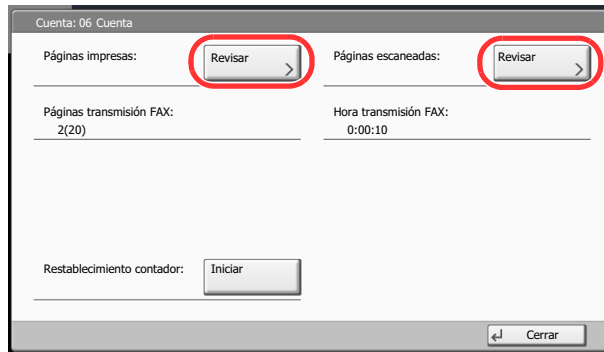 Cuenta: 06 Cuenta
Páginas impresas: Revisar
Páginas escaneadas: Revisar
Páginas transmisión FAX:
2(20)
Hora transmisión FAX:
0:00:10
Restablecimiento contador: Iniciar
Cerrar